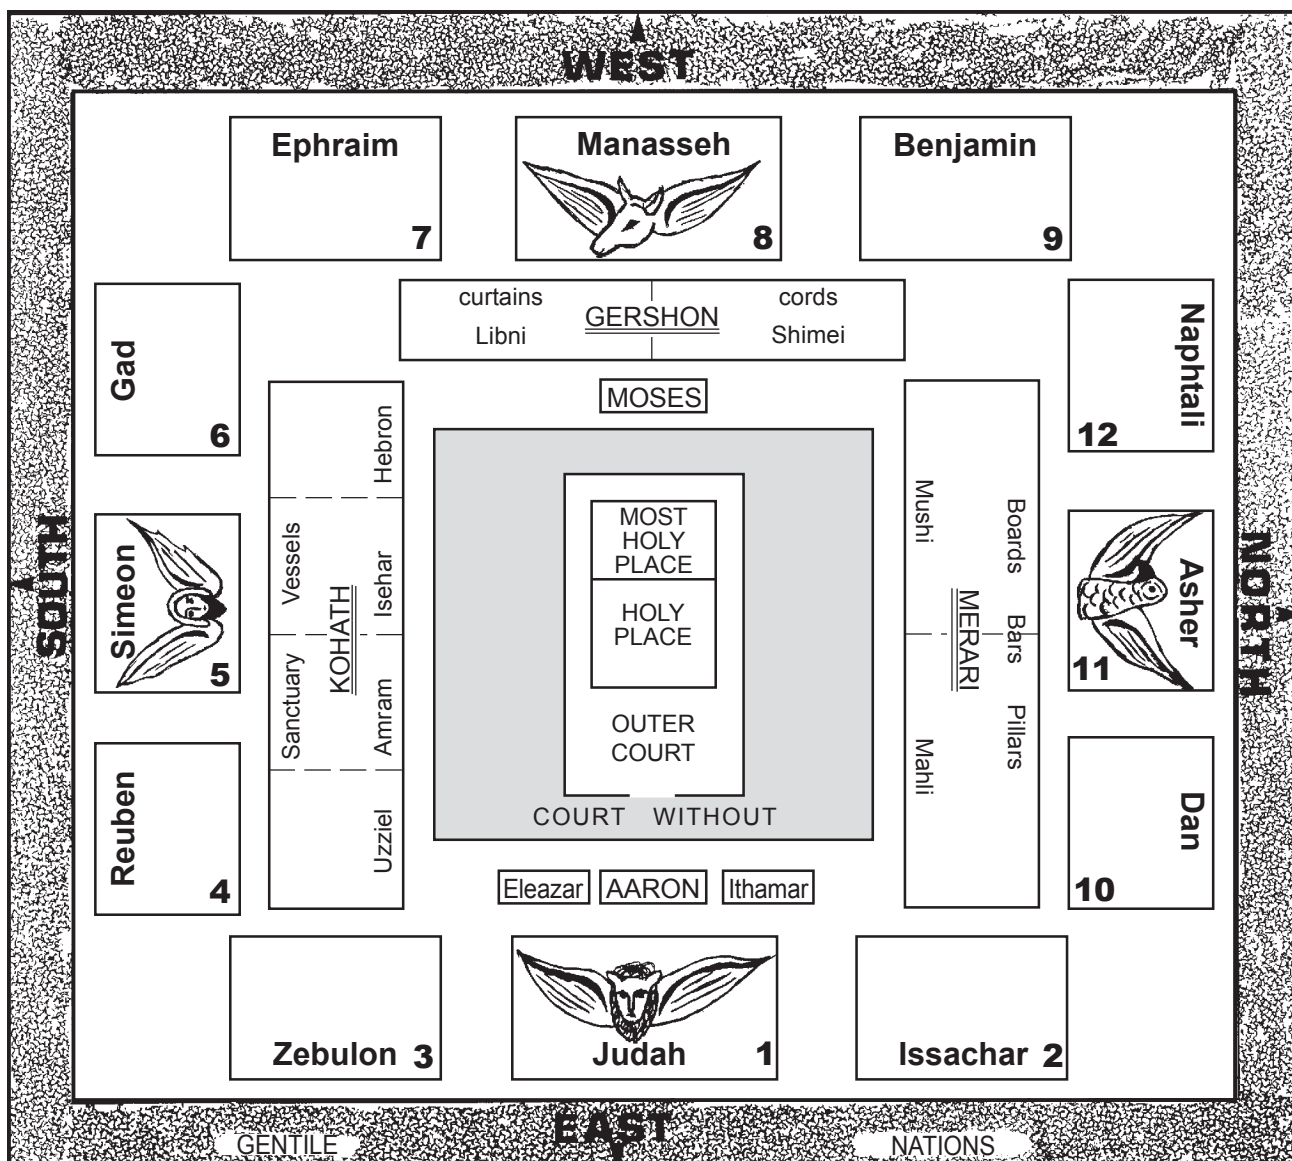 WEST
Ephraim
7
Manasseh
8
Benjamin
9
curtains
Libni
GERSHON
cords
Shimei
Gad
6
MOSES
Naphtali
12
SOUTH
Simeon
5
Hebron
Vessels
Isehar
KOHATH
Sanctuary
Amram
Uzziel
MOST
HOLY
PLACE
HOLY
PLACE
OUTER
COURT
COURT WITHOUT
Mushi
Boards
MERARI
Bars
Mahli
Pillars
Asher
11
NORTH
Reuben
4
Dan
10
Eleazar
AARON
Ithamar
Zebulon 3
Judah 1
Issachar 2
EAST
GENTILE
NATIONS